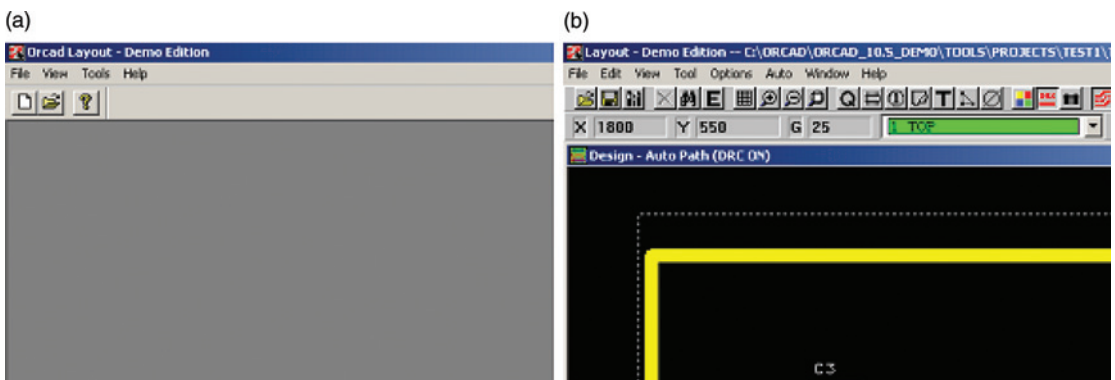 (a)
Orcad Layout - Demo Edition
File View Tools Help
(b)
Layout - Demo Edition -- C:\ORCAD\ORCAD_10.5_DEMO\TOOLS\PROJECTS\TEST1\
File Edit View Tool Options Auto Window Help
E Q T DRC
X 1800 Y 550 G 25 1 TOP
Design - Auto Path (DRC ON)
C3